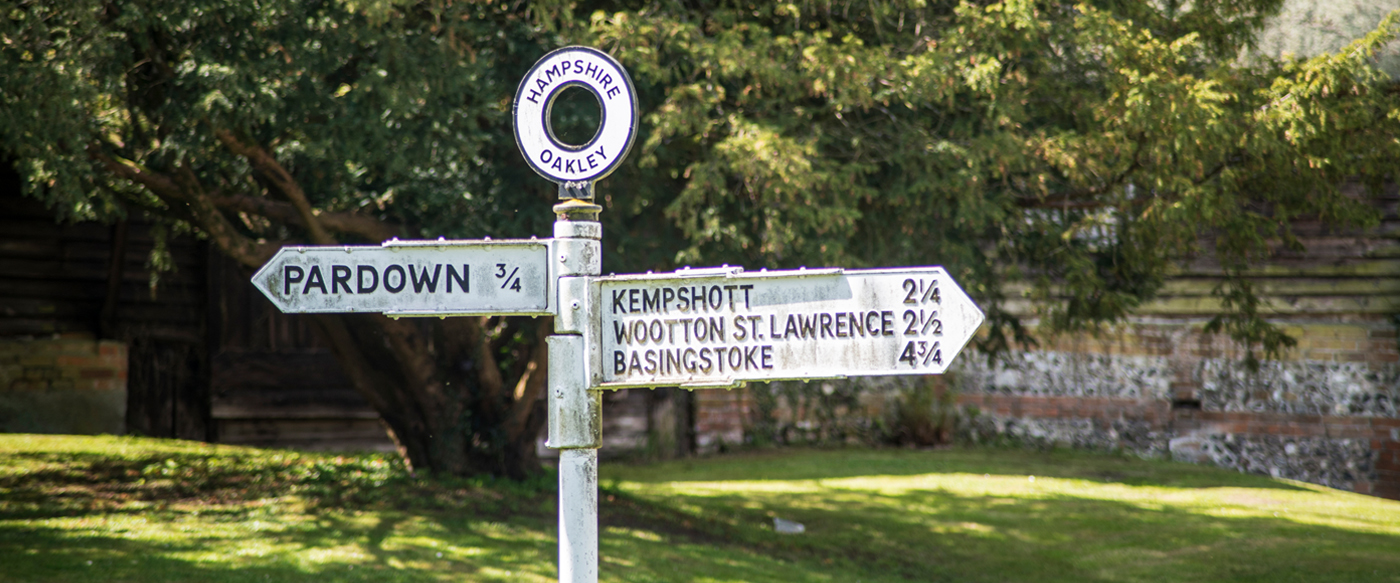 HAMPSHIRE
OAKLEY
PARDOWN ¾
KEMPSHOTT 2¼
WOOTTON ST. LAWRENCE 2½
BASINGSTOKE 4¾